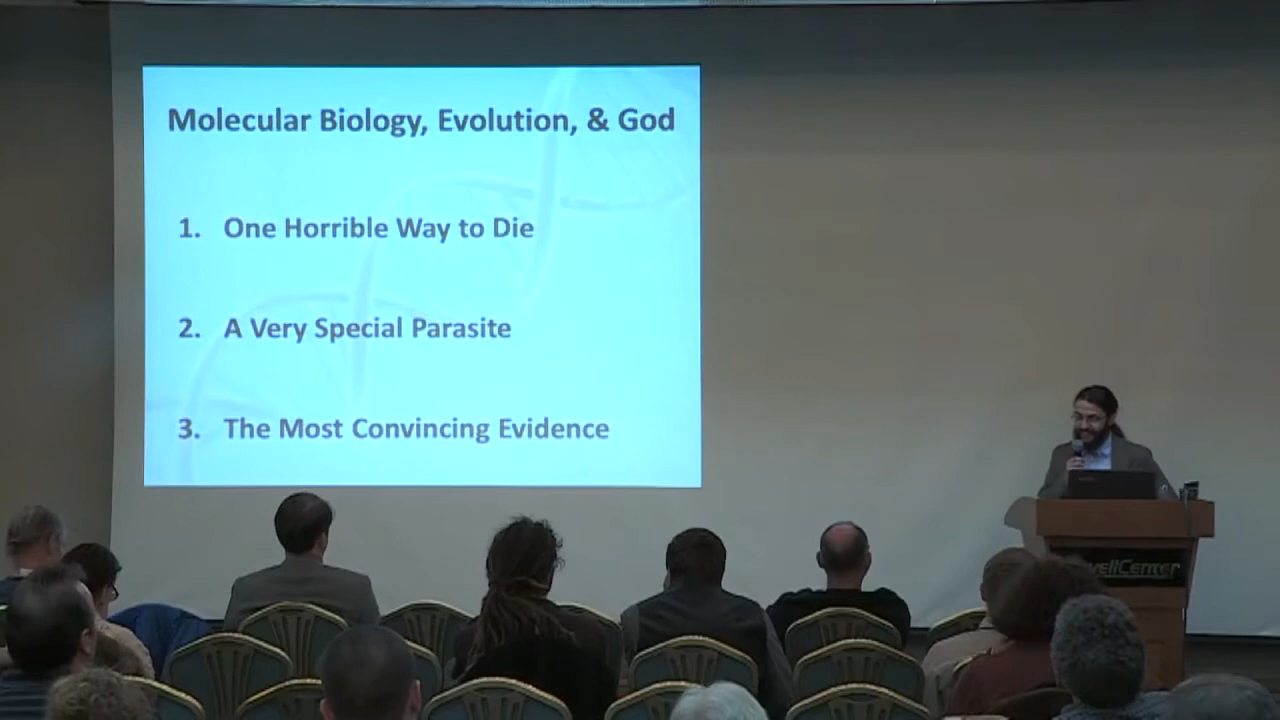 Molecular Biology, Evolution, & God
1. One Horrible Way to Die
2. A Very Special Parasite
3. The Most Convincing Evidence